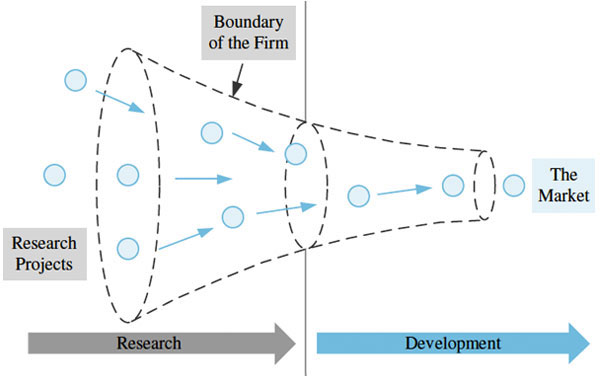 Boundary
of the Firm
The
Market
Research
Projects
Research
Development